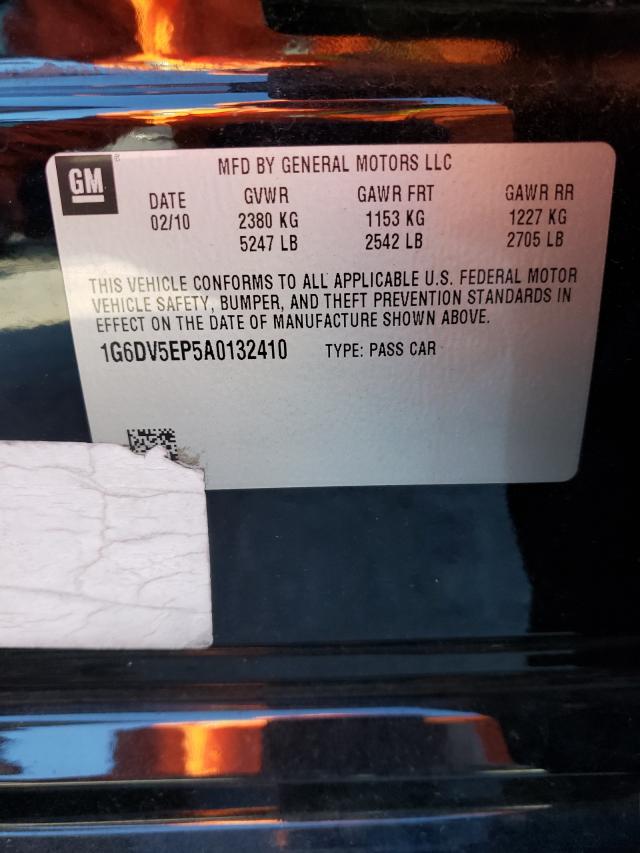 GM ® MFD BY GENERAL MOTORS LLC
DATE GVWR GAWR FRT GAWR RR
02/10 2380 KG 1153 KG 1227 KG
5247 LB 2542 LB 2705 LB
THIS VEHICLE CONFORMS TO ALL APPLICABLE U.S. FEDERAL MOTOR
VEHICLE SAFETY, BUMPER, AND THEFT PREVENTION STANDARDS IN
EFFECT ON THE DATE OF MANUFACTURE SHOWN ABOVE.
1G6DV5EP5A0132410 TYPE: PASS CAR